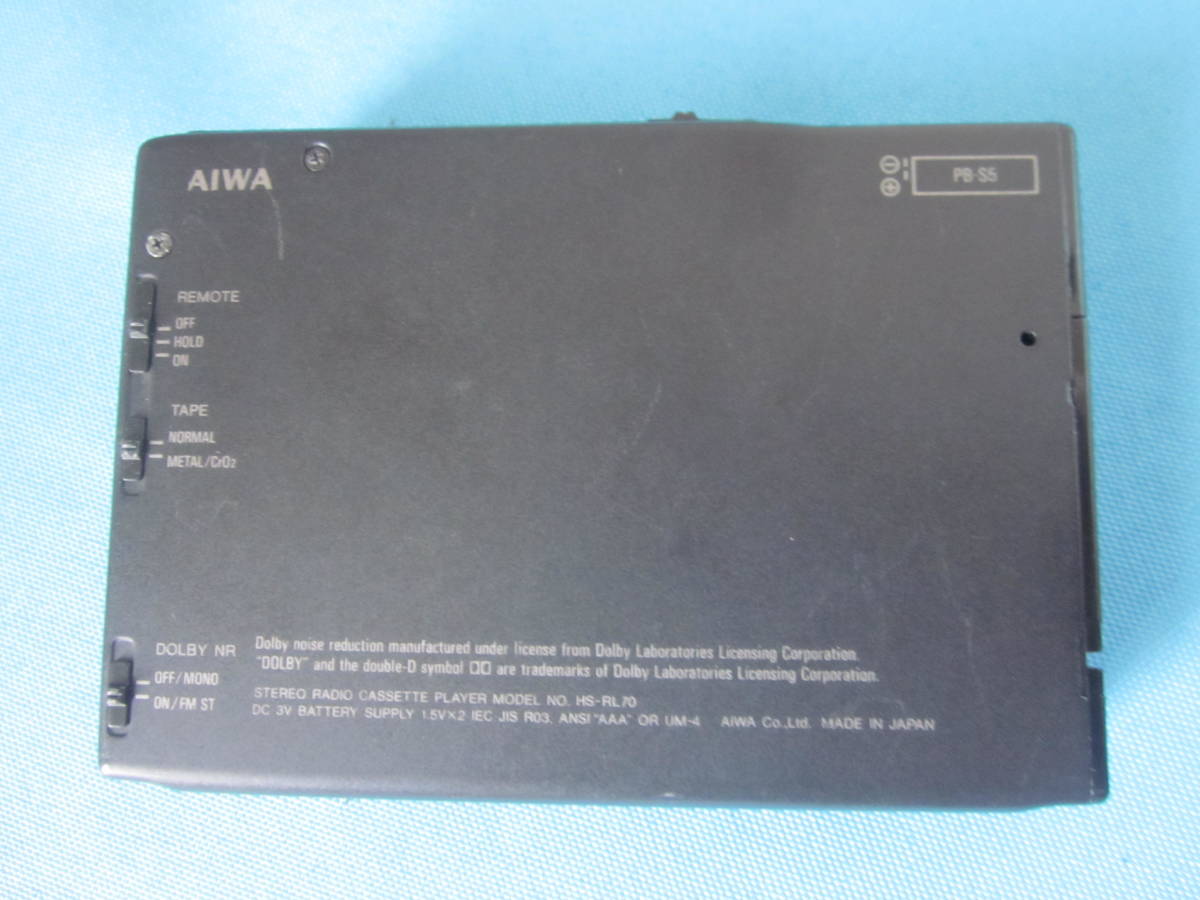 AIWA
PB-S5
REMOTE
OFF
HOLD
ON
TAPE
NORMAL
METAL/CrO2
DOLBY NR
OFF/MONO
ON/FM ST
Dolby noise reduction manufactured under license from Dolby Laboratories Licensing Corporation.
"DOLBY" and the double-D symbol are trademarks of Dolby Laboratories Licensing Corporation.
STEREO RADIO CASSETTE PLAYER MODEL NO. HS-RL70
DC 3V BATTERY SUPPLY 1.5V×2 IEC JIS R03, ANSI "AAA" OR UM-4 AIWA Co.,Ltd. MADE IN JAPAN